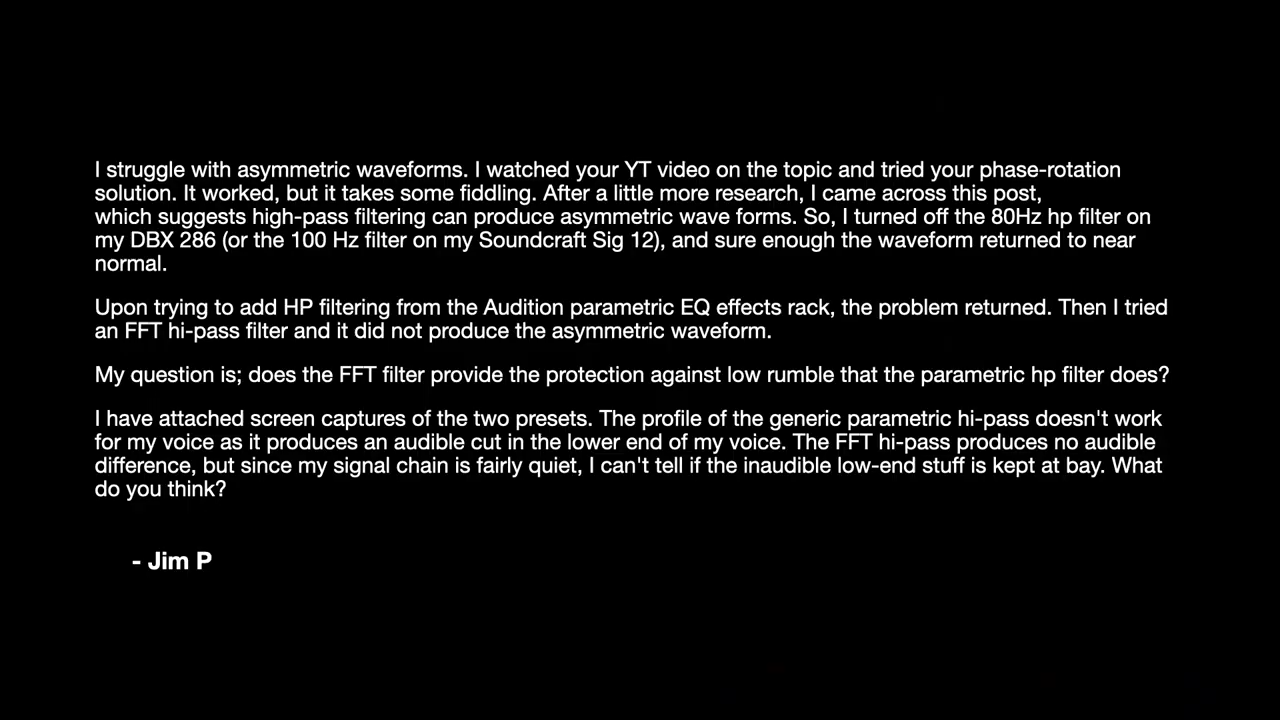 I struggle with asymmetric waveforms. I watched your YT video on the topic and tried your phase-rotation
solution. It worked, but it takes some fiddling. After a little more research, I came across this post,
which suggests high-pass filtering can produce asymmetric wave forms. So, I turned off the 80Hz hp filter on
my DBX 286 (or the 100 Hz filter on my Soundcraft Sig 12), and sure enough the waveform returned to near
normal.
Upon trying to add HP filtering from the Audition parametric EQ effects rack, the problem returned. Then I tried
an FFT hi-pass filter and it did not produce the asymmetric waveform.
My question is; does the FFT filter provide the protection against low rumble that the parametric hp filter does?
I have attached screen captures of the two presets. The profile of the generic parametric hi-pass doesn't work
for my voice as it produces an audible cut in the lower end of my voice. The FFT hi-pass produces no audible
difference, but since my signal chain is fairly quiet, I can't tell if the inaudible low-end stuff is kept at bay. What
do you think?
- Jim P